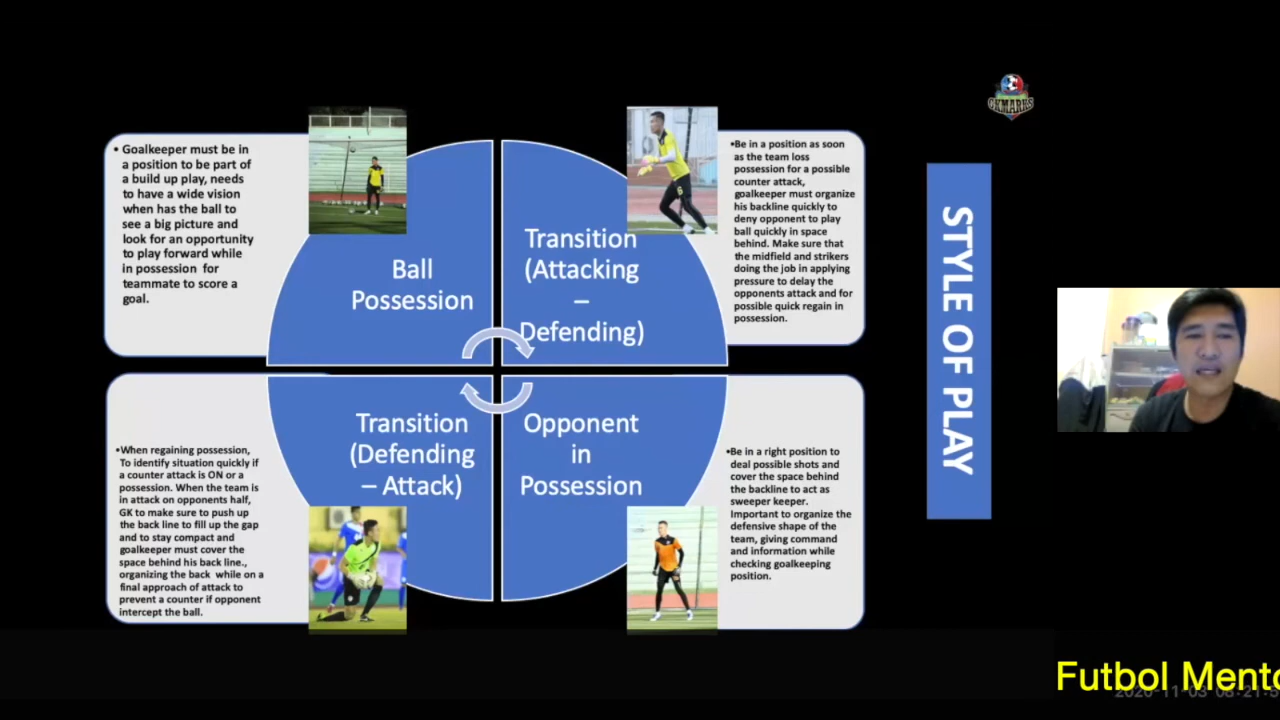 GKMARKS
• Goalkeeper must be in
a position to be part of
a build up play, needs
to have a wide vision
when has the ball to
see a big picture and
look for an opportunity
to play forward while
in possession for
teammate to score a
goal.
Ball
Possession
Transition
(Attacking
–
Defending)
•Be in a position as soon
as the team loss
possession for a possible
counter attack,
goalkeeper must organize
his backline quickly to
deny opponent to play
ball quickly in space
behind. Make sure that
the midfield and strikers
doing the job in applying
pressure to delay the
opponents attack and for
possible quick regain in
possession.
STYLE OF PLAY
•When regaining possession,
To identify situation quickly if
a counter attack is ON or a
possession. When the team is
in attack on opponents half,
GK to make sure to push up
the back line to fill up the gap
and to stay compact and
goalkeeper must cover the
space behind his back line.,
organizing the back while on a
final approach of attack to
prevent a counter if opponent
intercept the ball.
Transition
(Defending
– Attack)
Opponent
in
Possession
•Be in a right position to
deal possible shots and
cover the space behind
the backline to act as
sweeper keeper.
Important to organize the
defensive shape of the
team, giving command
and information while
checking goalkeeping
position.
Futbol Mento